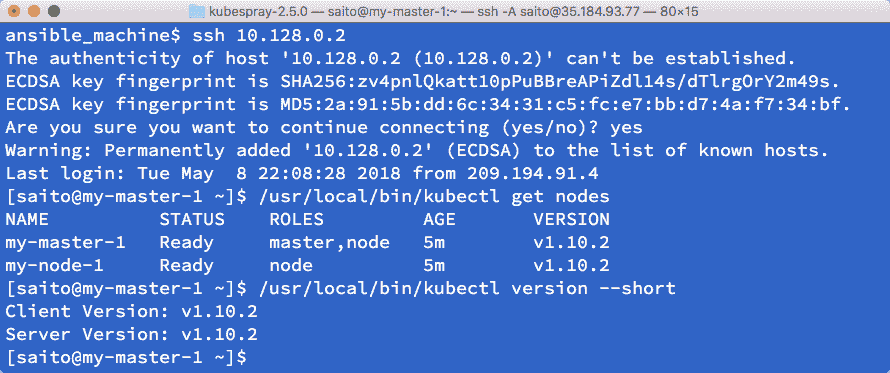 kubespray-2.5.0 — saito@my-master-1:~ — ssh -A saito@35.184.93.77 — 80×15
ansible_machine$ ssh 10.128.0.2
The authenticity of host '10.128.0.2 (10.128.0.2)' can't be established.
ECDSA key fingerprint is SHA256:zv4pnlQkatt10pPuBBreAPiZdl14s/dTlrgOrY2m49s.
ECDSA key fingerprint is MD5:2a:91:5b:dd:6c:34:31:c5:fc:e7:bb:d7:4a:f7:34:bf.
Are you sure you want to continue connecting (yes/no)? yes
Warning: Permanently added '10.128.0.2' (ECDSA) to the list of known hosts.
Last login: Tue May  8 22:08:28 2018 from 209.194.91.4
[saito@my-master-1 ~]$ /usr/local/bin/kubectl get nodes
NAME          STATUS    ROLES         AGE       VERSION
my-master-1   Ready     master,node   5m        v1.10.2
my-node-1     Ready     node          5m        v1.10.2
[saito@my-master-1 ~]$ /usr/local/bin/kubectl version --short
Client Version: v1.10.2
Server Version: v1.10.2
[saito@my-master-1 ~]$